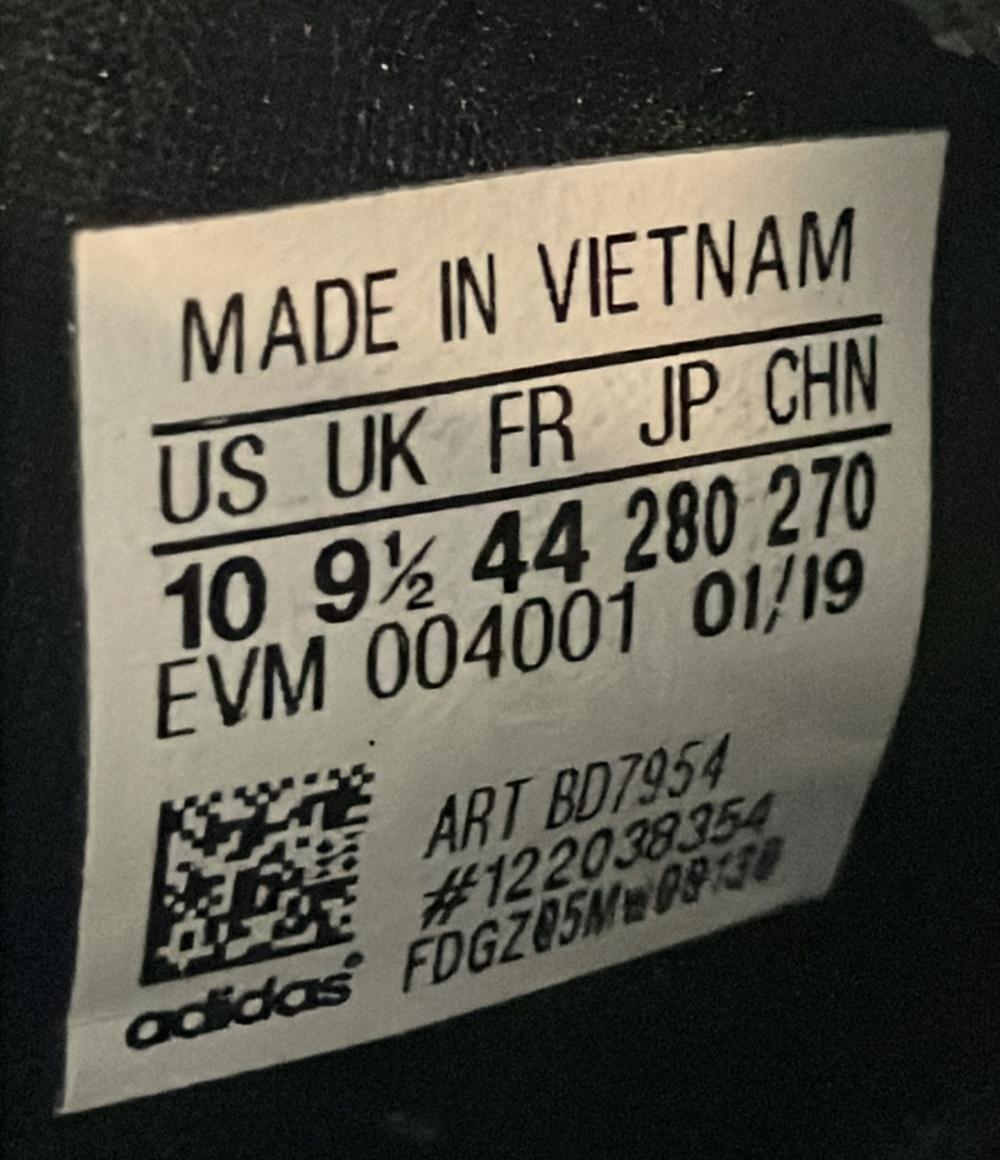 MADE IN VIETNAM
US UK FR JP CHN
10 9½ 44 280 270
EVM 004001 01/19
ART BD7954
#122038354
adidas